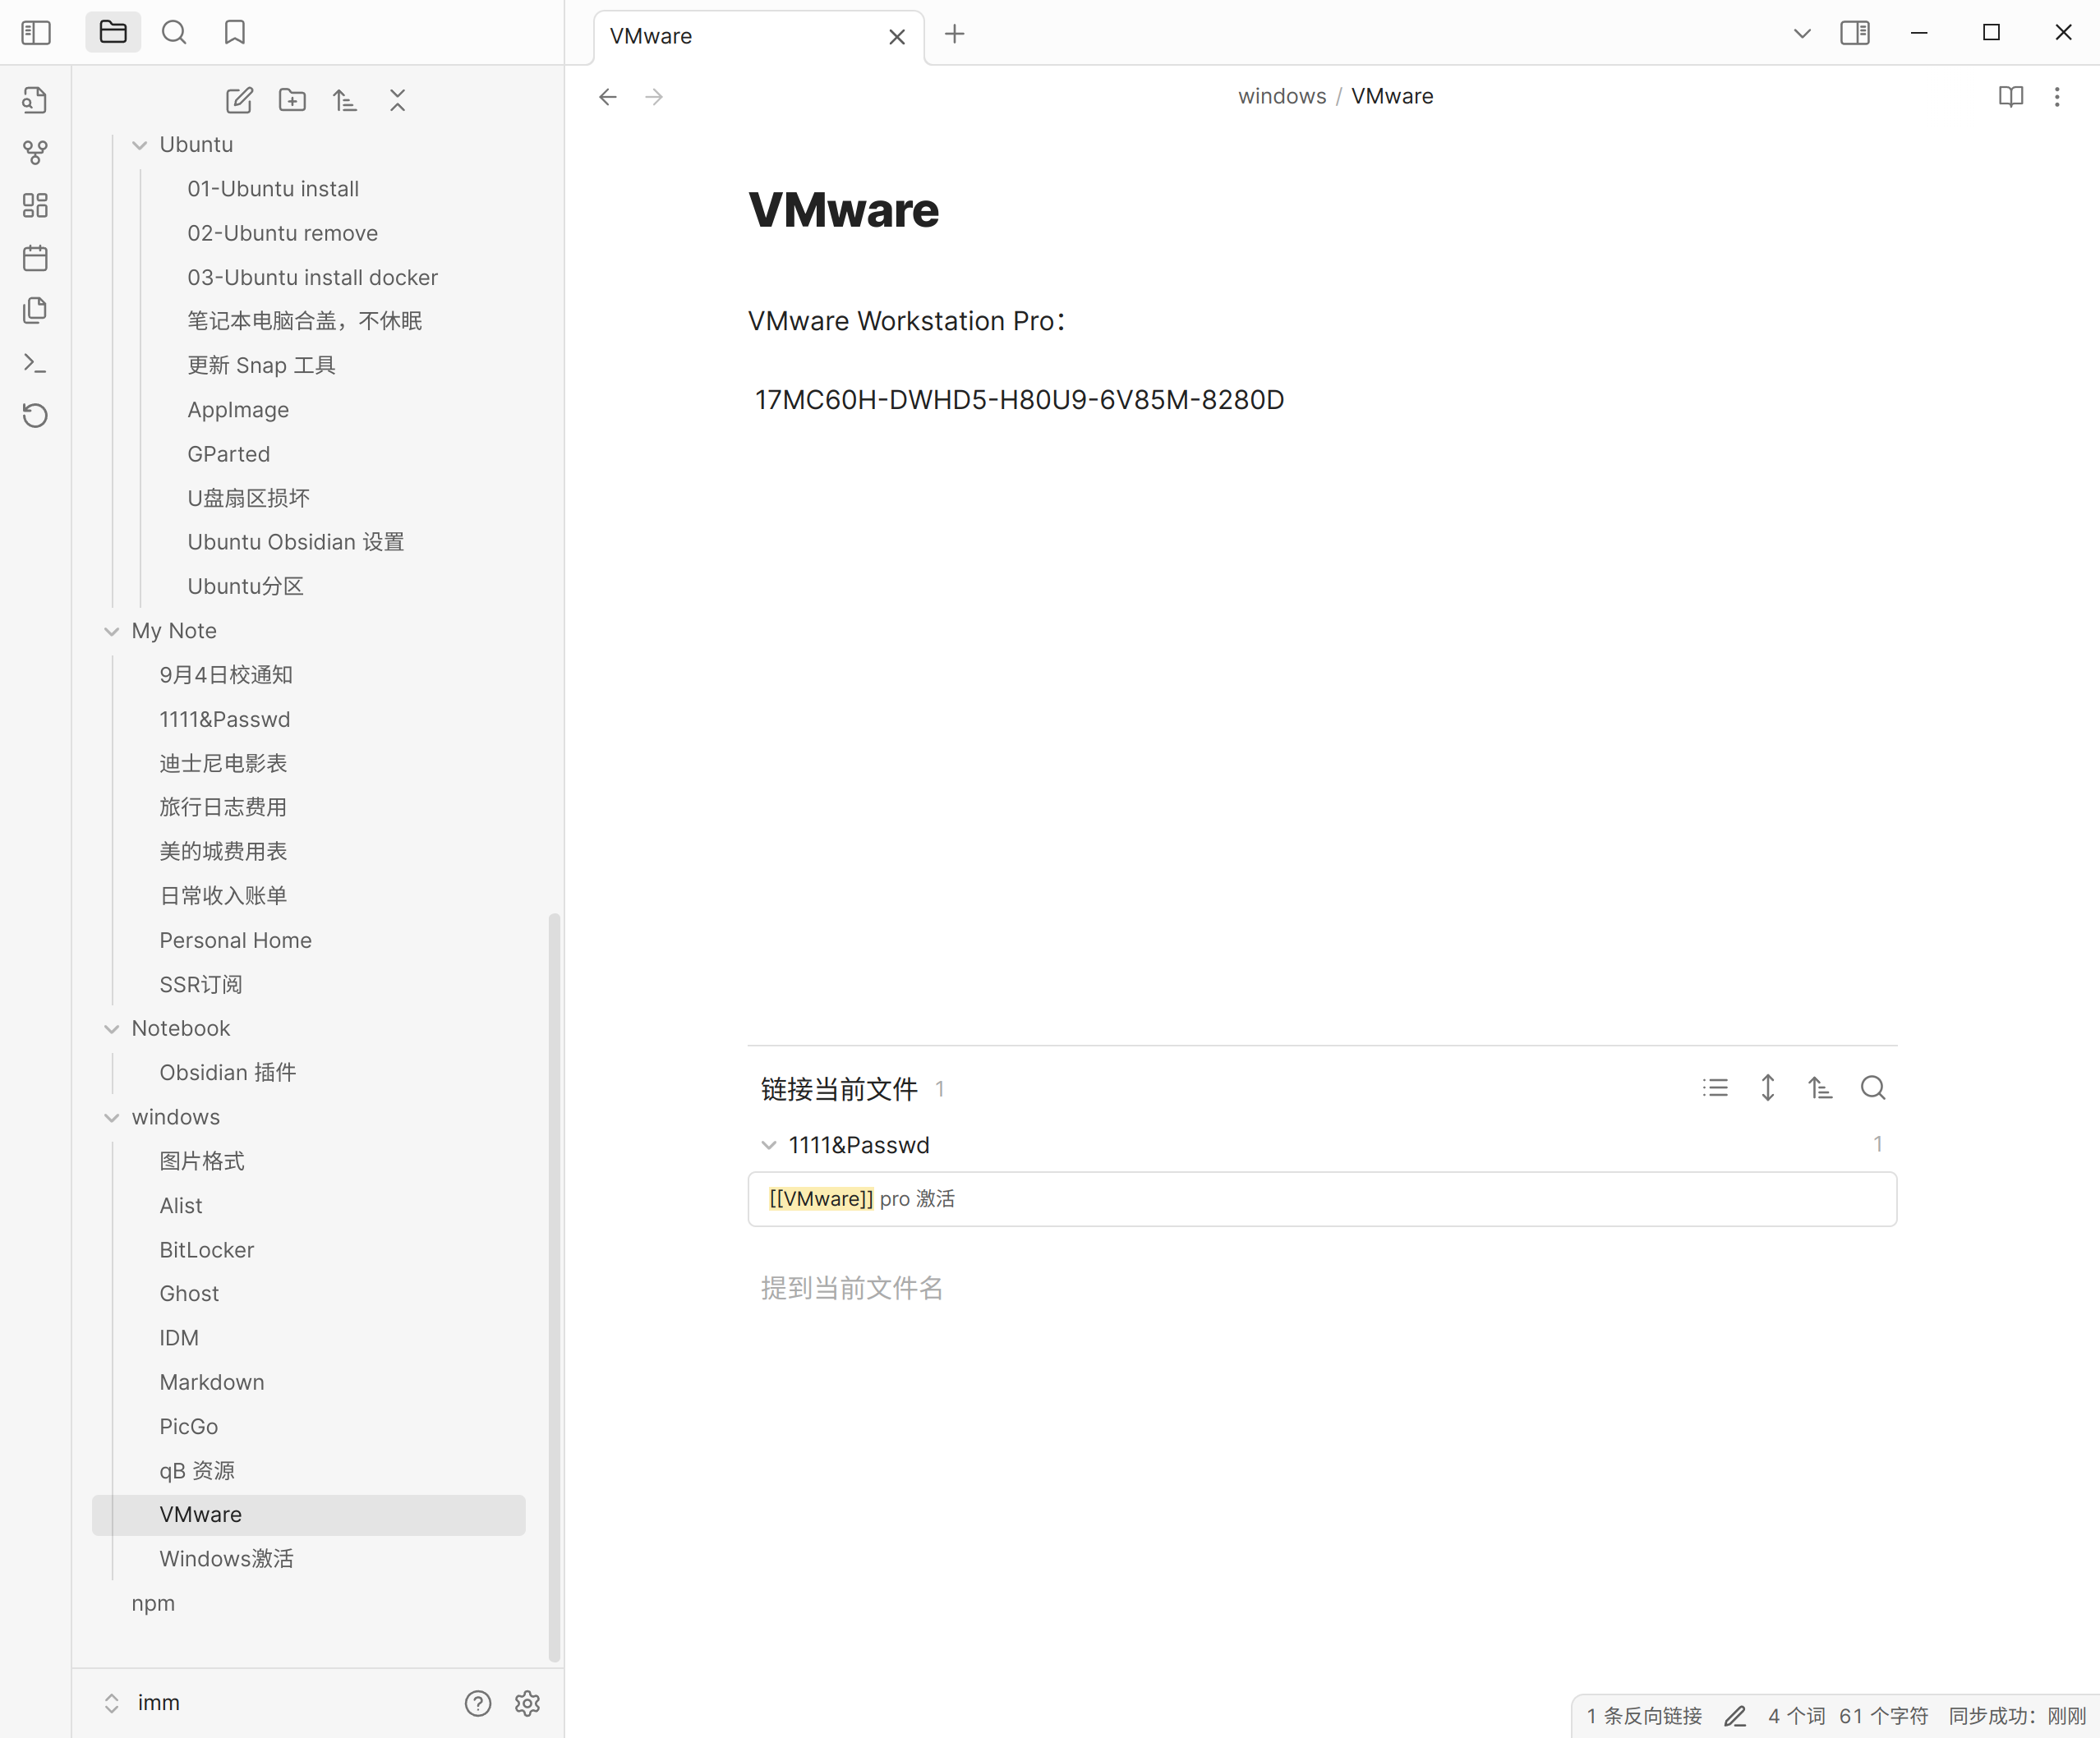 VMware
windows / VMware
Ubuntu
01-Ubuntu install
02-Ubuntu remove
03-Ubuntu install docker
笔记本电脑合盖，不休眠
更新 Snap 工具
AppImage
GParted
U盘扇区损坏
Ubuntu Obsidian 设置
Ubuntu分区
My Note
9月4日校通知
1111&Passwd
迪士尼电影表
旅行日志费用
美的城费用表
日常收入账单
Personal Home
SSR订阅
Notebook
Obsidian 插件
windows
图片格式
Alist
BitLocker
Ghost
IDM
Markdown
PicGo
qB 资源
VMware
Windows激活
npm
imm
VMware
VMware Workstation Pro：
17MC60H-DWHD5-H80U9-6V85M-8280D
链接当前文件 1
1111&Passwd 1
[[VMware]] pro 激活
提到当前文件名
1 条反向链接 4 个词 61 个字符 同步成功：刚刚